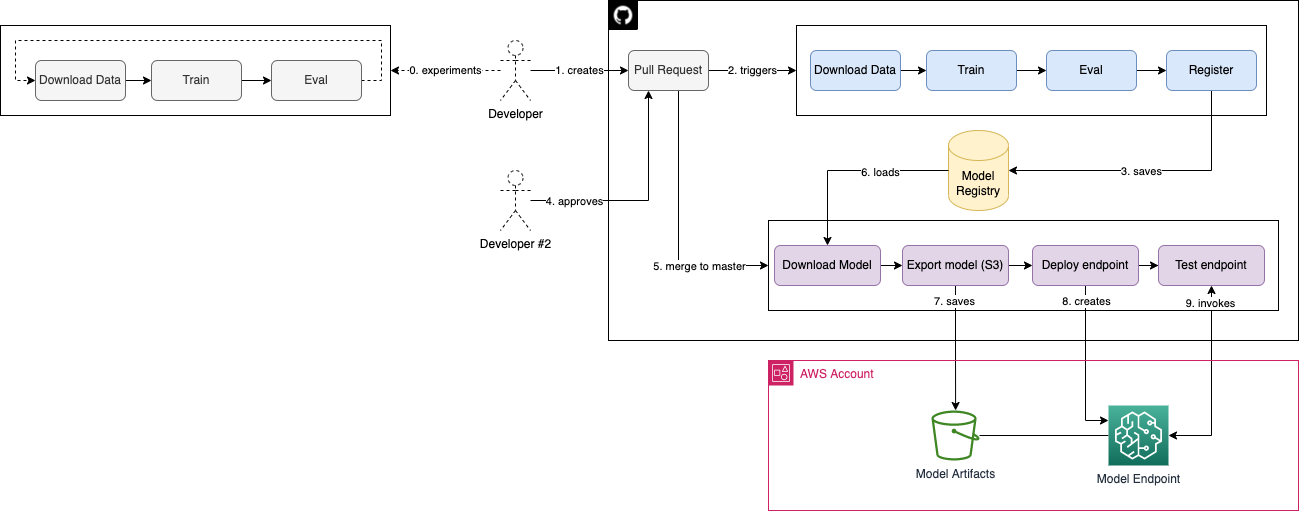 Download Data
Train
Eval
0. experiments
Developer
1. creates
Pull Request
2. triggers
Download Data
Train
Eval
Register
3. saves
Model
Registry
6. loads
4. approves
Developer #2
5. merge to master
Download Model
Export model (S3)
Deploy endpoint
Test endpoint
7. saves
8. creates
9. invokes
AWS Account
Model Artifacts
Model Endpoint